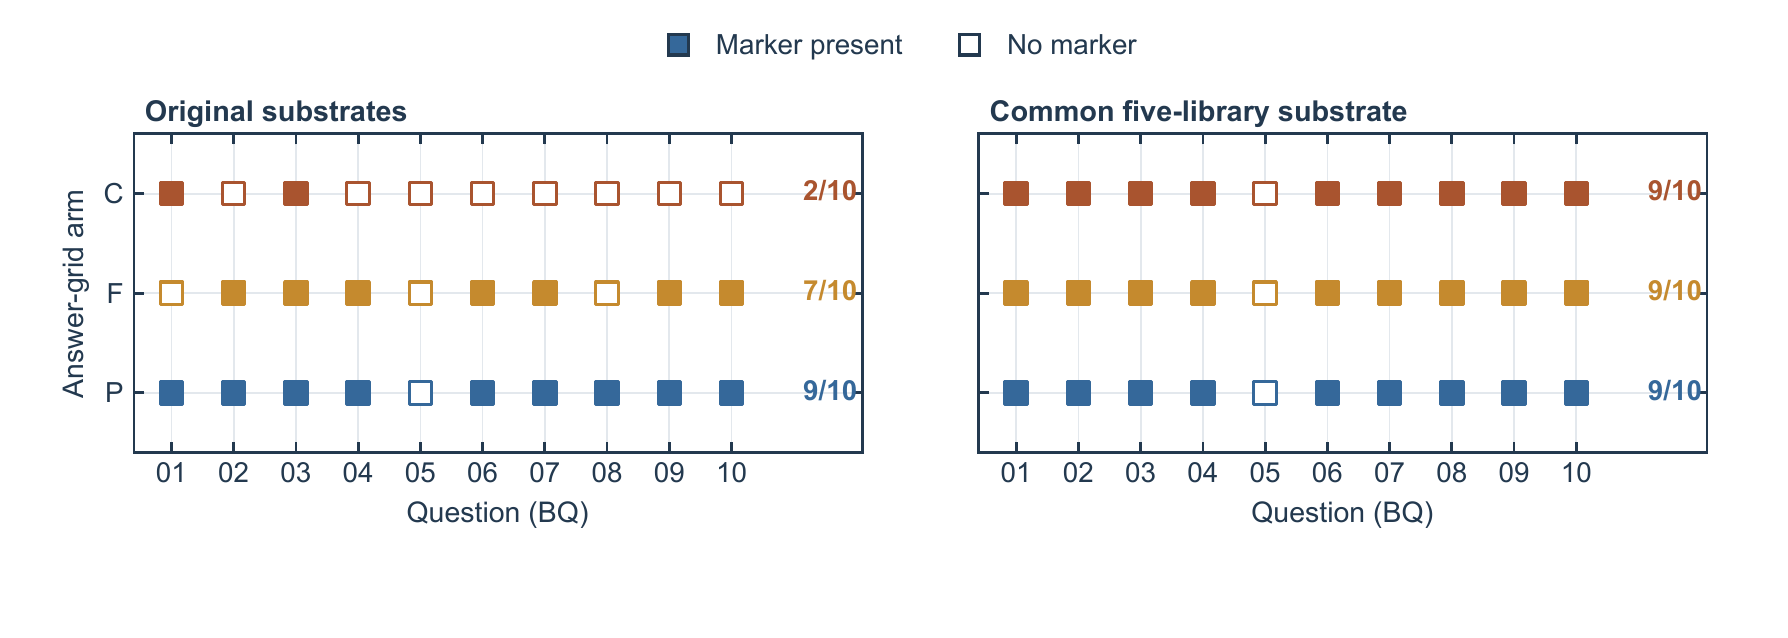 Marker present No marker
Original substrates
Answer-grid arm
C 2/10
F 7/10
P 9/10
01 02 03 04 05 06 07 08 09 10
Question (BQ)
Common five-library substrate
9/10
9/10
9/10
01 02 03 04 05 06 07 08 09 10
Question (BQ)